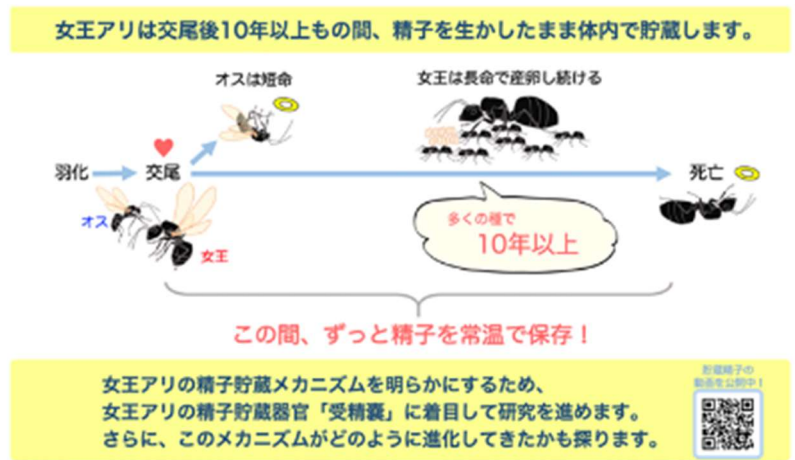 女王アリは交尾後10年以上もの間、精子を生かしたまま体内で貯蔵します。
オスは短命
女王は長命で産卵し続ける
羽化
交尾
死亡
オス
女王
多くの種で
10年以上
この間、ずっと精子を常温で保存！
女王アリの精子貯蔵メカニズムを明らかにするため、
女王アリの精子貯蔵器官「受精嚢」に着目して研究を進めます。
さらに、このメカニズムがどのように進化してきたかも探ります。
貯蔵精子の
動画を公開中！